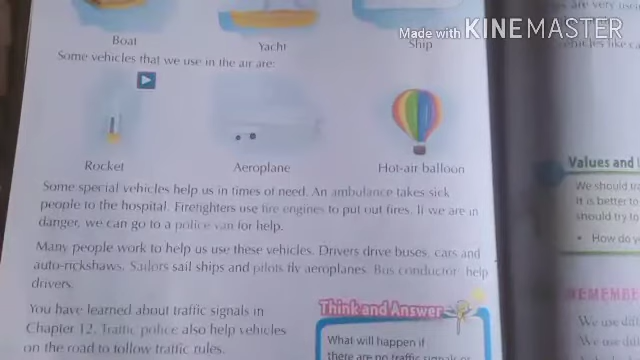 Made with KINEMASTER
Boat
Yacht
Ship
Some vehicles that we use in the air are:
Rocket
Aeroplane
Hot-air balloon
Some special vehicles help us in times of need. An ambulance takes sick
people to the hospital. Firefighters use fire engines to put out fires. If we are in
danger, we can go to a police van for help.
Many people work to help us use these vehicles. Drivers drive buses, cars and
auto-rickshaws. Sailors sail ships and pilots fly aeroplanes. Bus conductor help
drivers.
You have learned about traffic signals in
Chapter 12. Traffic police also help vehicles
on the road to follow traffic rules.
Think and Answer
What will happen if
there are no traffic signals or
are very
vehicles like
Values and
We should
It is better to
should try to
• How do
REMEMBE
We use
We use